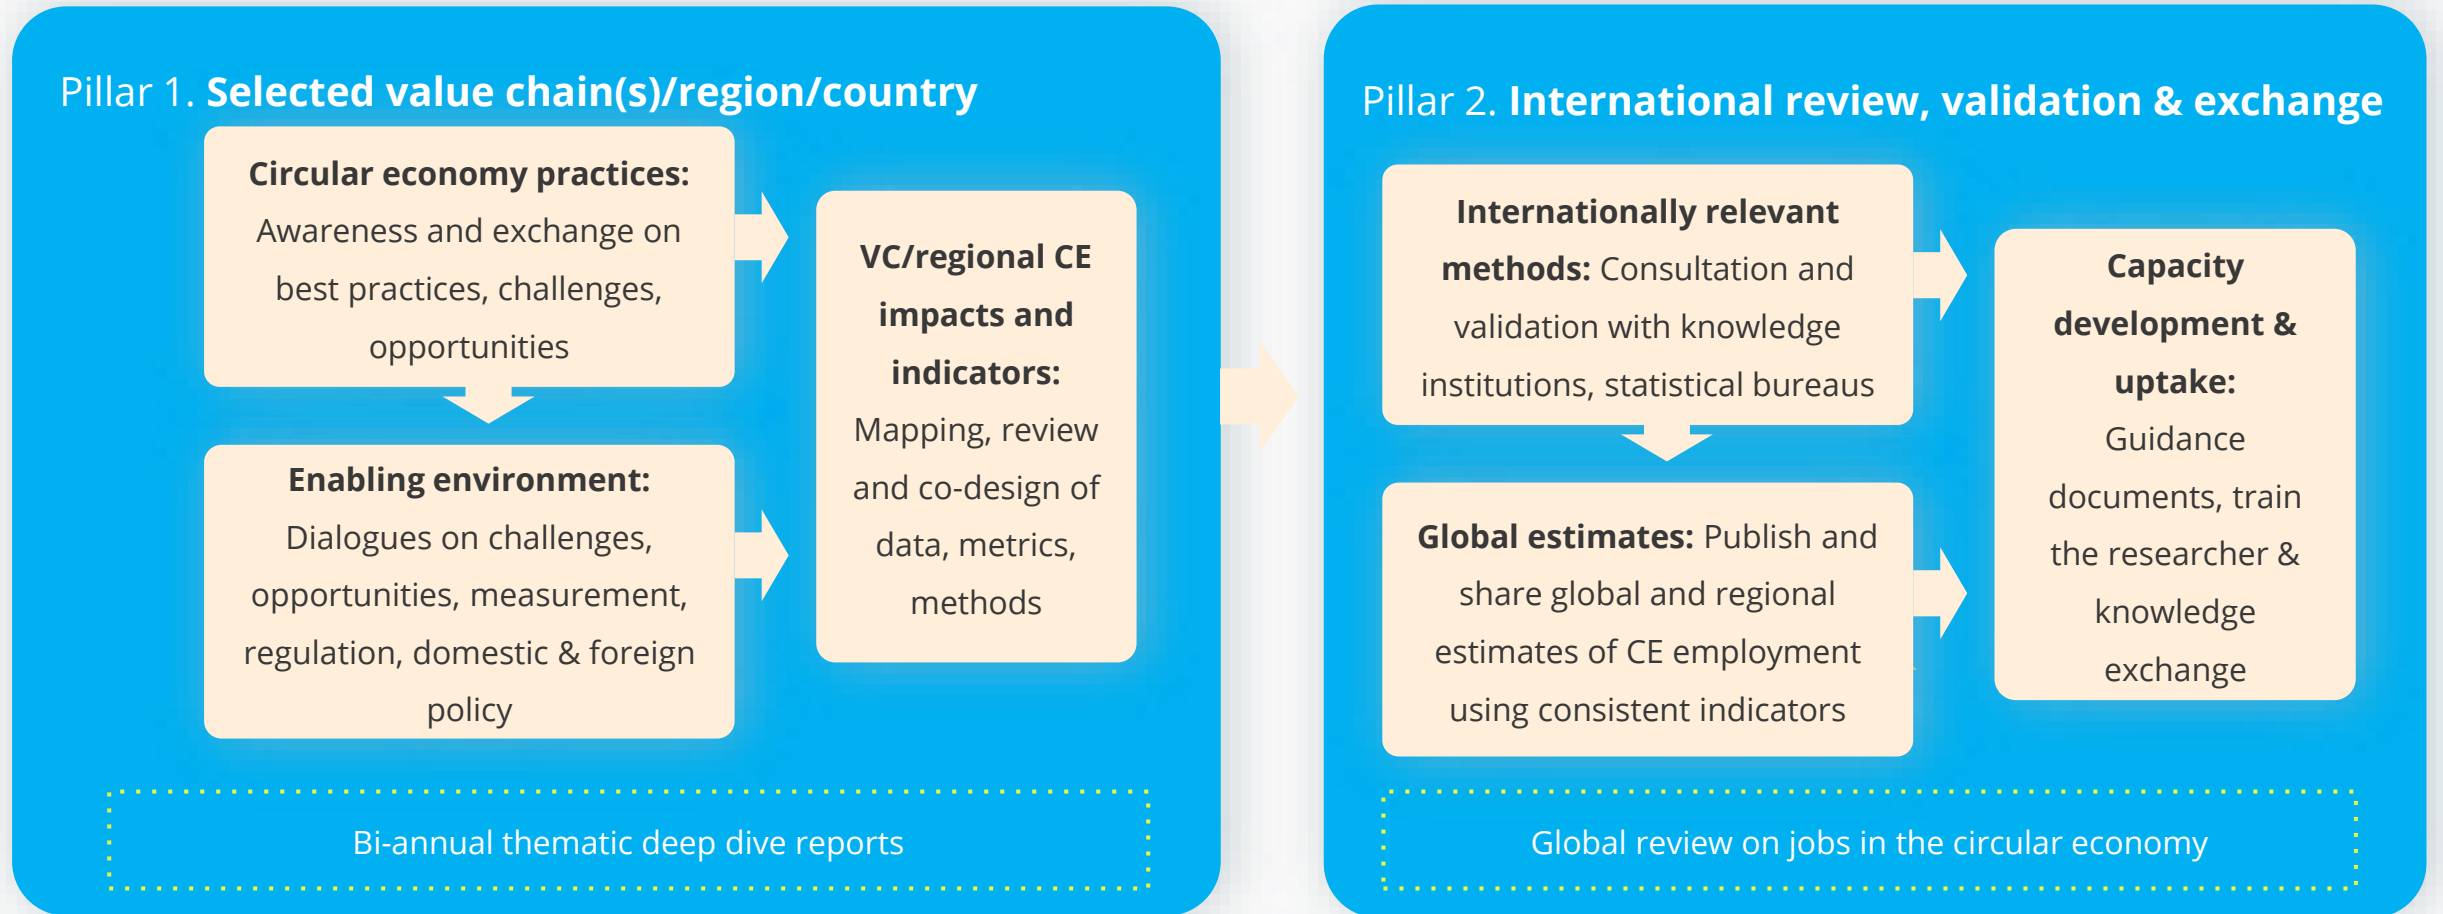 Pillar 1. Selected value chain(s)/region/country
Circular economy practices:
Awareness and exchange on
best practices, challenges,
opportunities
Enabling environment:
Dialogues on challenges,
opportunities, measurement,
regulation, domestic & foreign
policy
VC/regional CE
impacts and
indicators:
Mapping, review
and co-design of
data, metrics,
methods
Bi-annual thematic deep dive reports
Pillar 2. International review, validation & exchange
Internationally relevant
methods: Consultation and
validation with knowledge
institutions, statistical bureaus
Global estimates: Publish and
share global and regional
estimates of CE employment
using consistent indicators
Capacity
development &
uptake:
Guidance
documents, train
the researcher &
knowledge
exchange
Global review on jobs in the circular economy